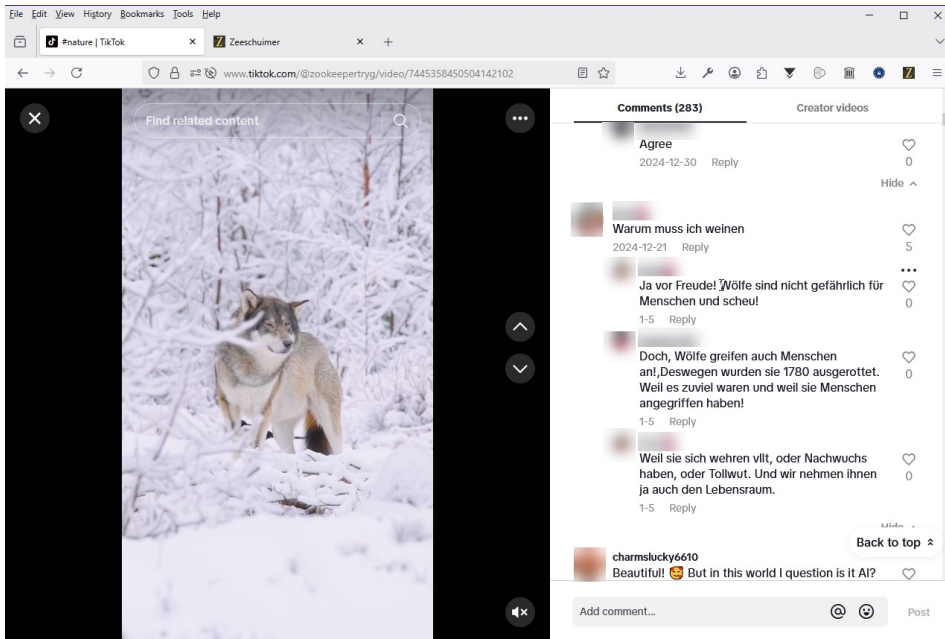 File Edit View History Bookmarks Tools Help
#nature | TikTok
Zeeschuimer
www.tiktok.com/@zookeepertryg/video/7445358450504142102
Find related content
Comments (283)
Creator videos
Agree
0
2024-12-30 Reply
Hide
Warum muss ich weinen
5
2024-12-21 Reply
Ja vor Freude! Wölfe sind nicht gefährlich für
Menschen und scheu!
0
1-5 Reply
Doch, Wölfe greifen auch Menschen
an!,Deswegen wurden sie 1780 ausgerottet.
Weil es zuviel waren und weil sie Menschen
angegriffen haben!
0
1-5 Reply
Weil sie sich wehren vllt, oder Nachwuchs
haben, oder Tollwut. Und wir nehmen ihnen
ja auch den Lebensraum.
0
1-5 Reply
Hide
Back to top
charmslucky6610
Beautiful! 🥰 But in this world I question is it AI?
Add comment...
Post